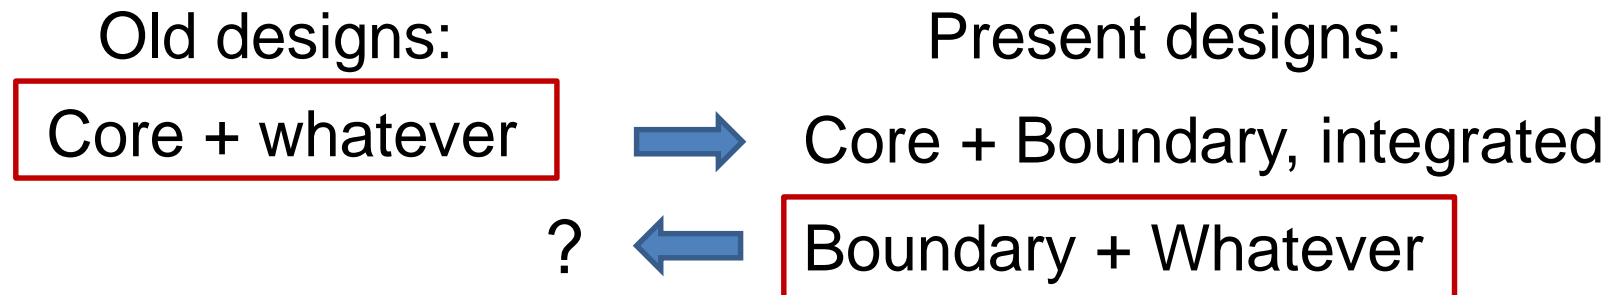 Old designs:
Present designs:
Core + whatever
Core + Boundary, integrated
?
Boundary + Whatever